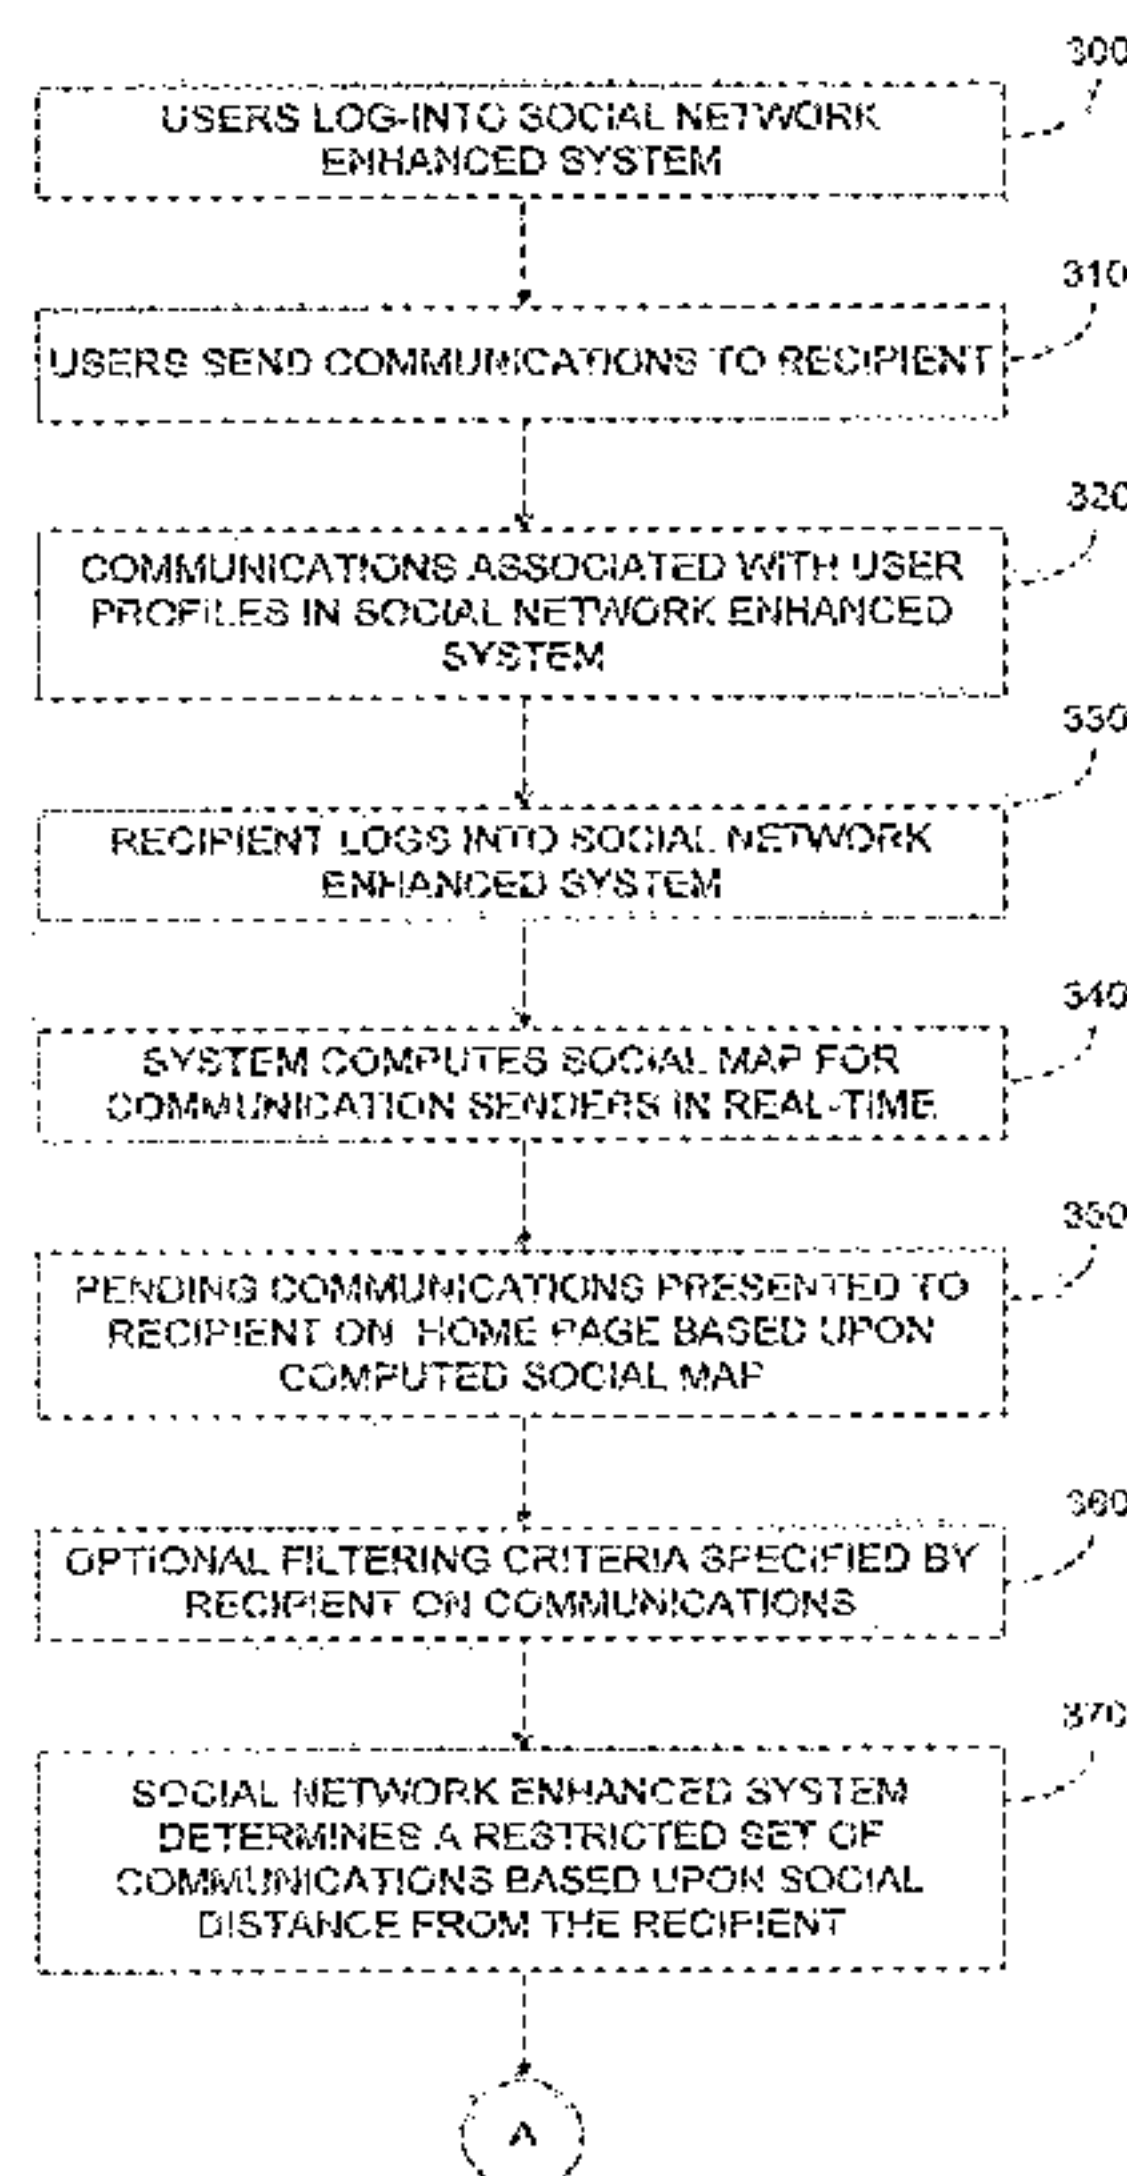 300
USERS LOG-INTO SOCIAL NETWORK
ENHANCED SYSTEM
310
USERS SEND COMMUNICATIONS TO RECIPIENT
320
COMMUNICATIONS ASSOCIATED WITH USER
PROFILES IN SOCIAL NETWORK ENHANCED
SYSTEM
330
RECIPIENT LOGS INTO SOCIAL NETWORK
ENHANCED SYSTEM
340
SYSTEM COMPUTES SOCIAL MAP FOR
COMMUNICATION SENDERS IN REAL-TIME
350
PENDING COMMUNICATIONS PRESENTED TO
RECIPIENT ON HOME PAGE BASED UPON
COMPUTED SOCIAL MAP
360
OPTIONAL FILTERING CRITERIA SPECIFIED BY
RECIPIENT ON COMMUNICATIONS
370
SOCIAL NETWORK ENHANCED SYSTEM
DETERMINES A RESTRICTED SET OF
COMMUNICATIONS BASED UPON SOCIAL
DISTANCE FROM THE RECIPIENT
A